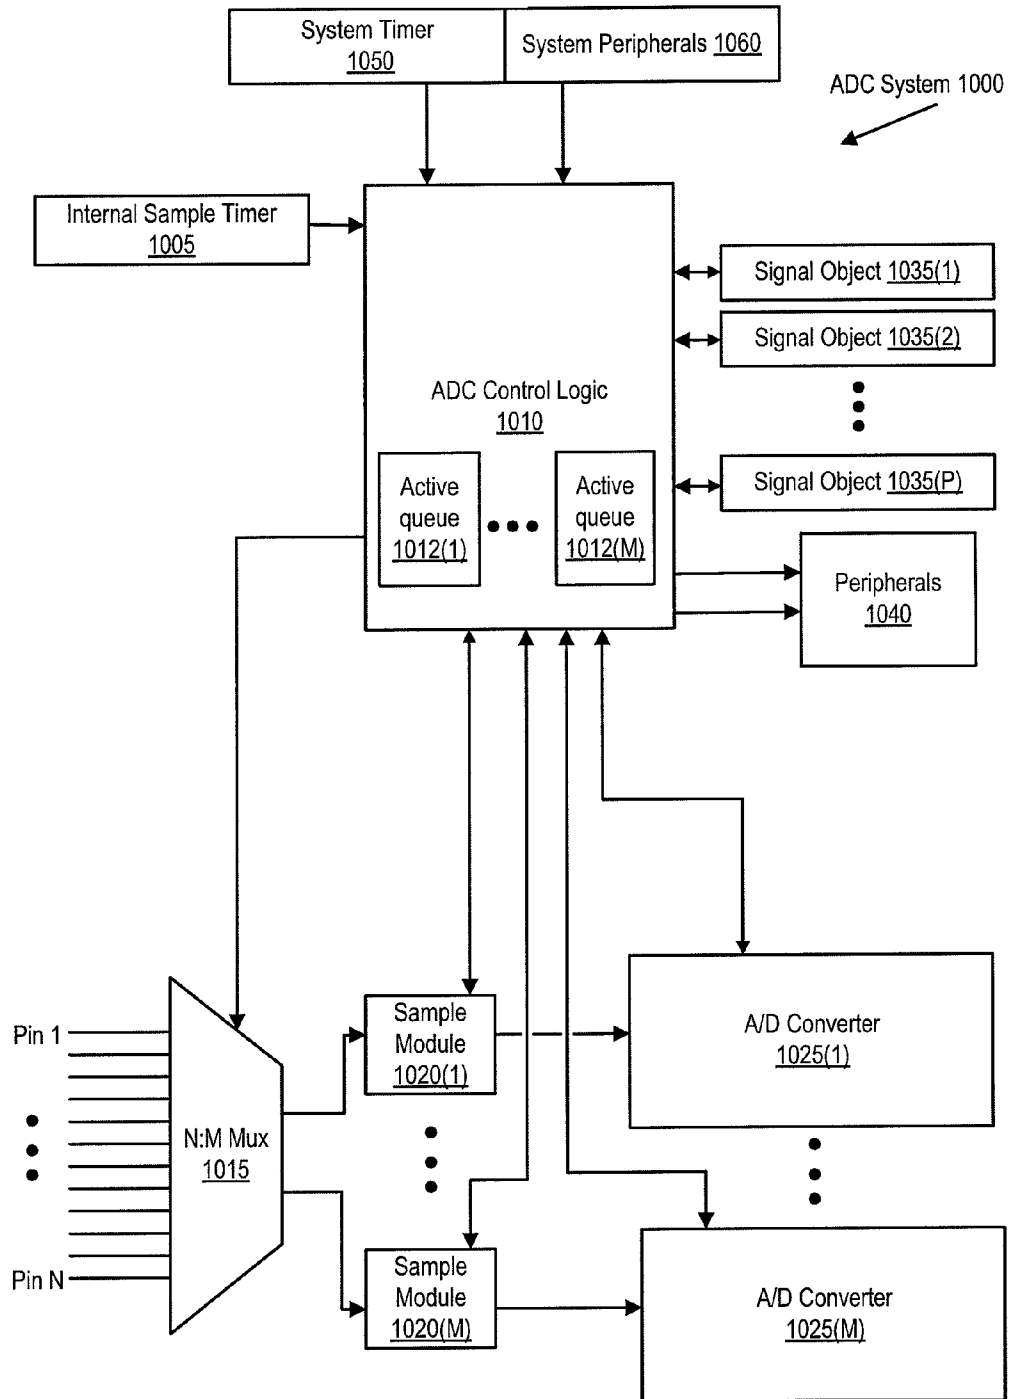 System Timer
1050
System Peripherals 1060
ADC System 1000
Internal Sample Timer
1005
Signal Object 1035(1)
Signal Object 1035(2)
ADC Control Logic
1010
Signal Object 1035(P)
Active
queue
1012(1)
Active
queue
1012(M)
Peripherals
1040
Pin 1
N:M Mux
1015
Pin N
Sample
Module
1020(1)
A/D Converter
1025(1)
Sample
Module
1020(M)
A/D Converter
1025(M)